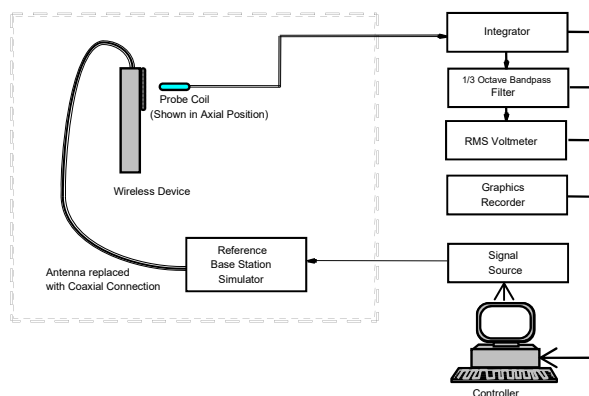 Integrator
1/3 Octave Bandpass
Filter
RMS Voltmeter
Graphics
Recorder
Probe Coil
(Shown in Axial Position)
Wireless Device
Reference
Base Station
Simulator
Antenna replaced
with Coaxial Connection
Signal
Source
Controller